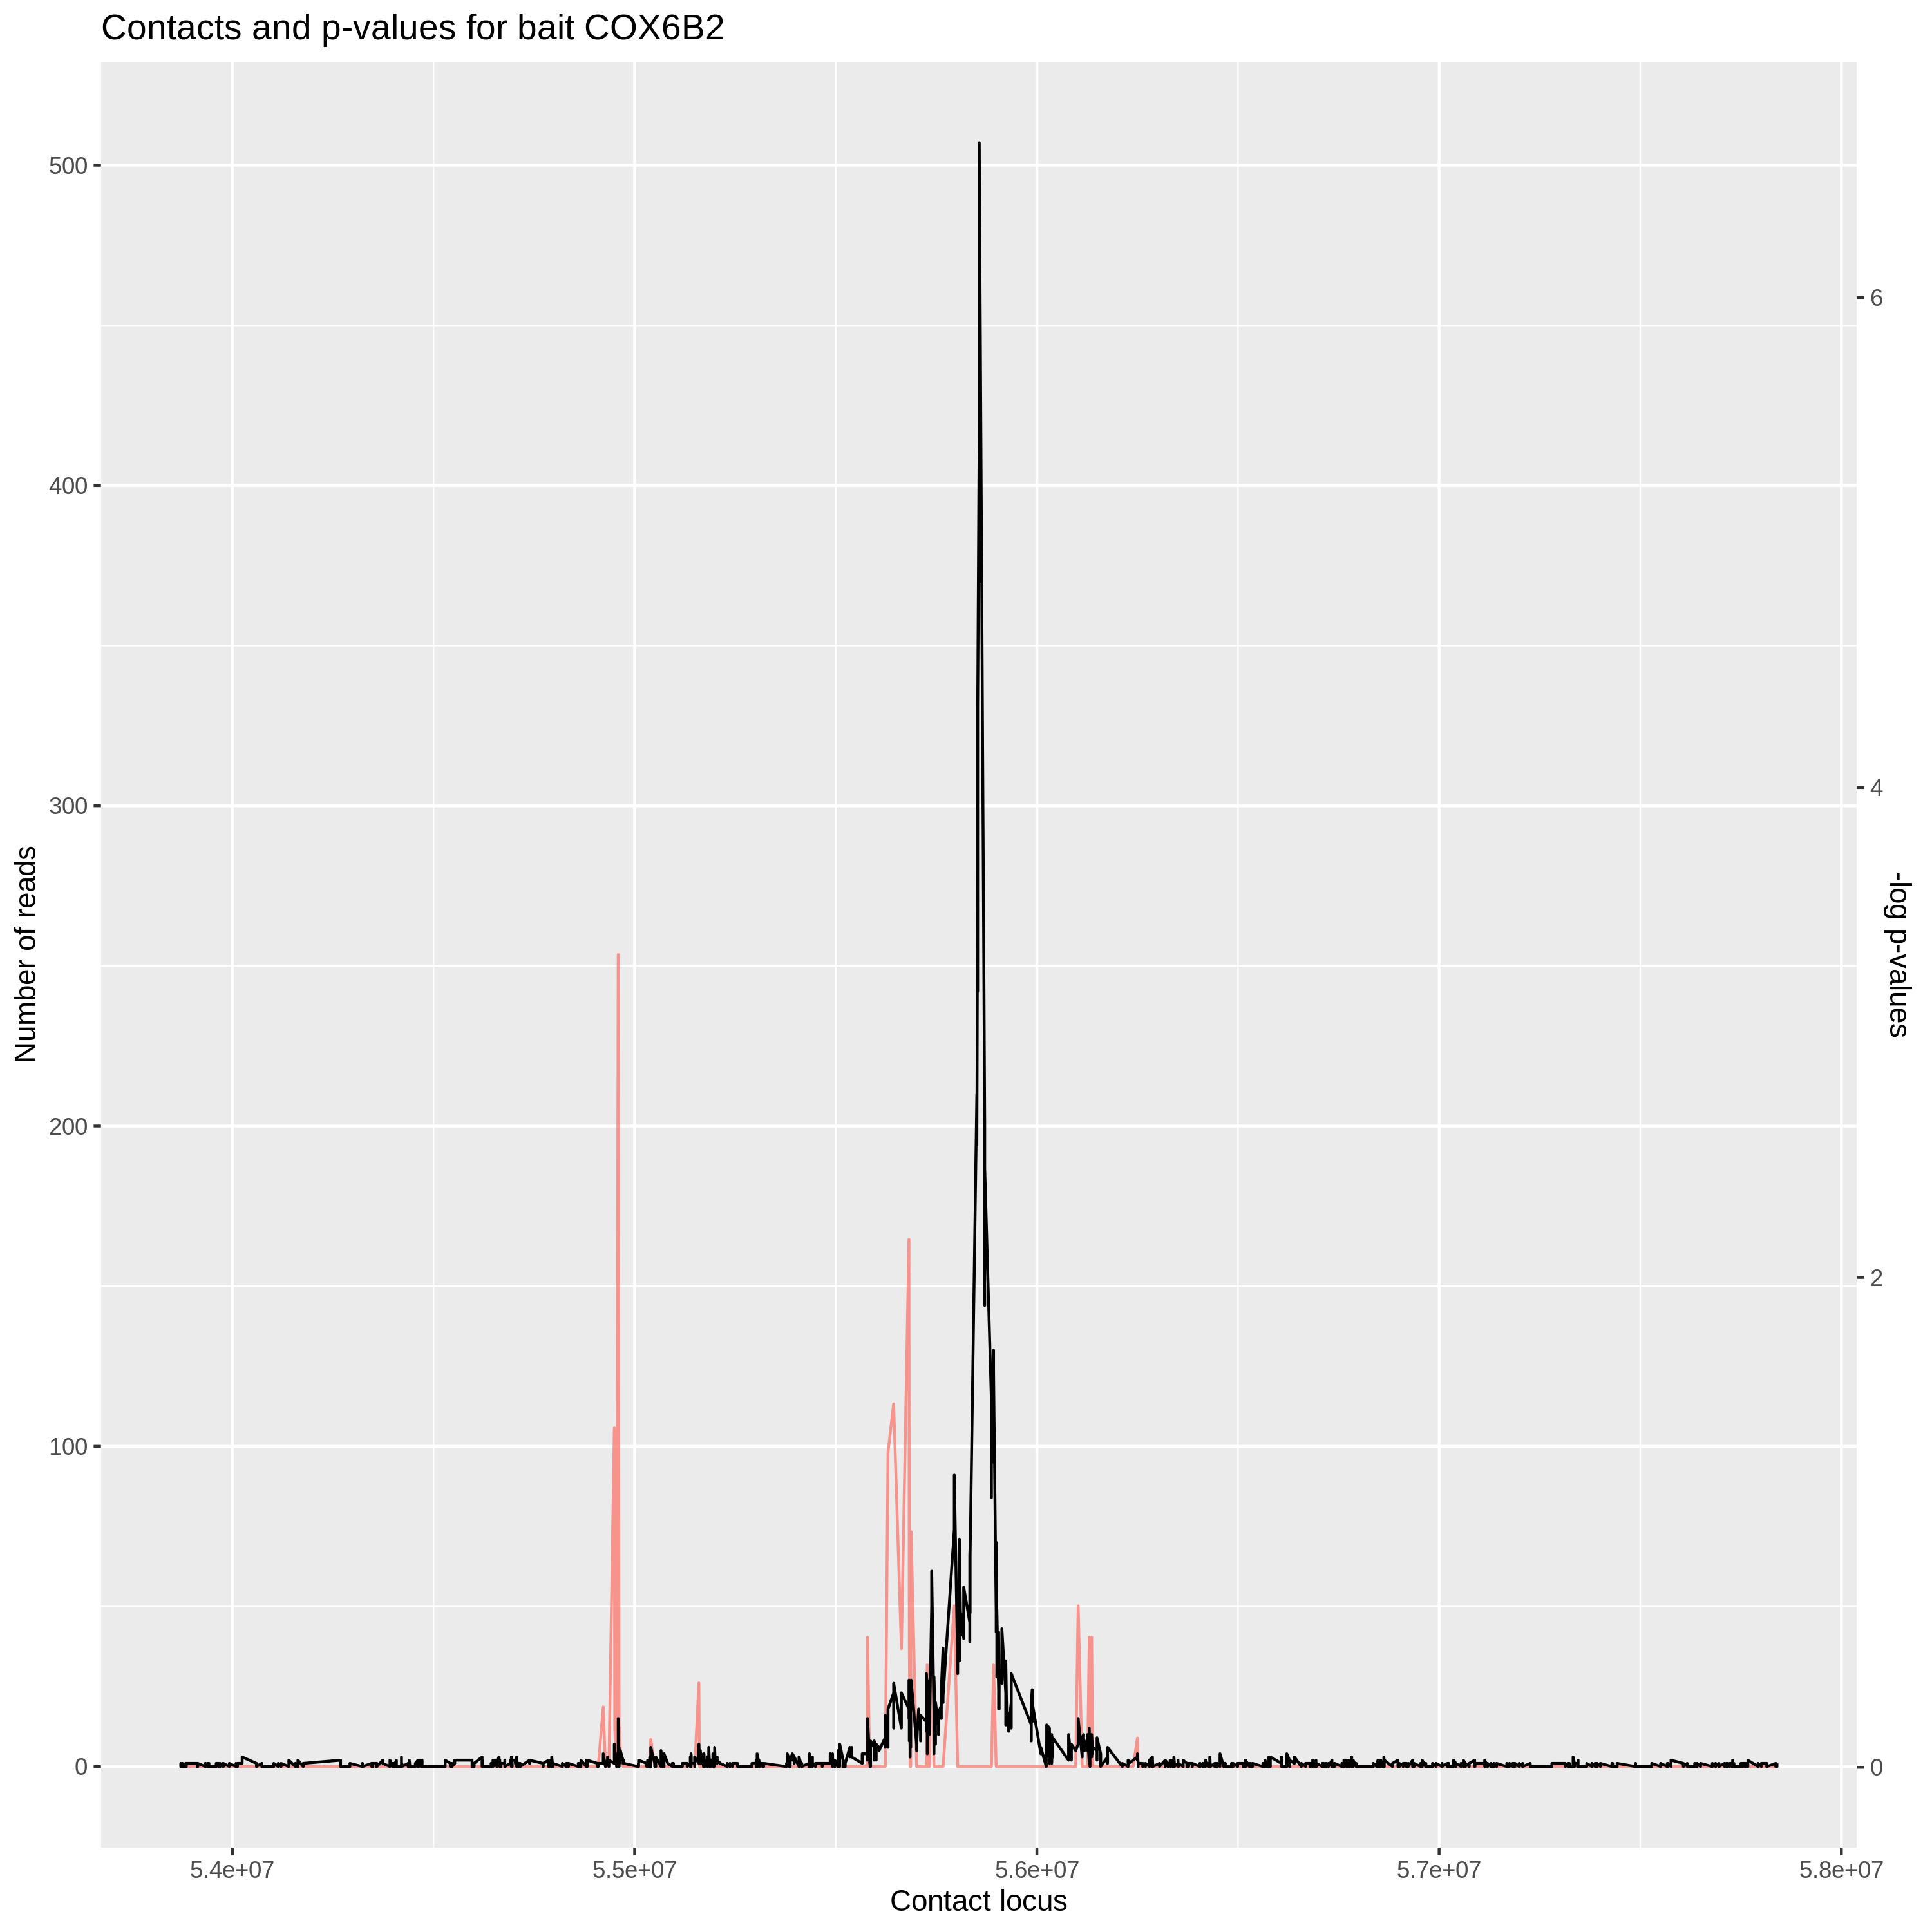 Contacts and p-values for bait COX6B2
500
400
300
200
100
0
Number of reads
6
4
2
0
-log p-values
5.4e+07
5.5e+07
5.6e+07
5.7e+07
5.8e+07
Contact locus